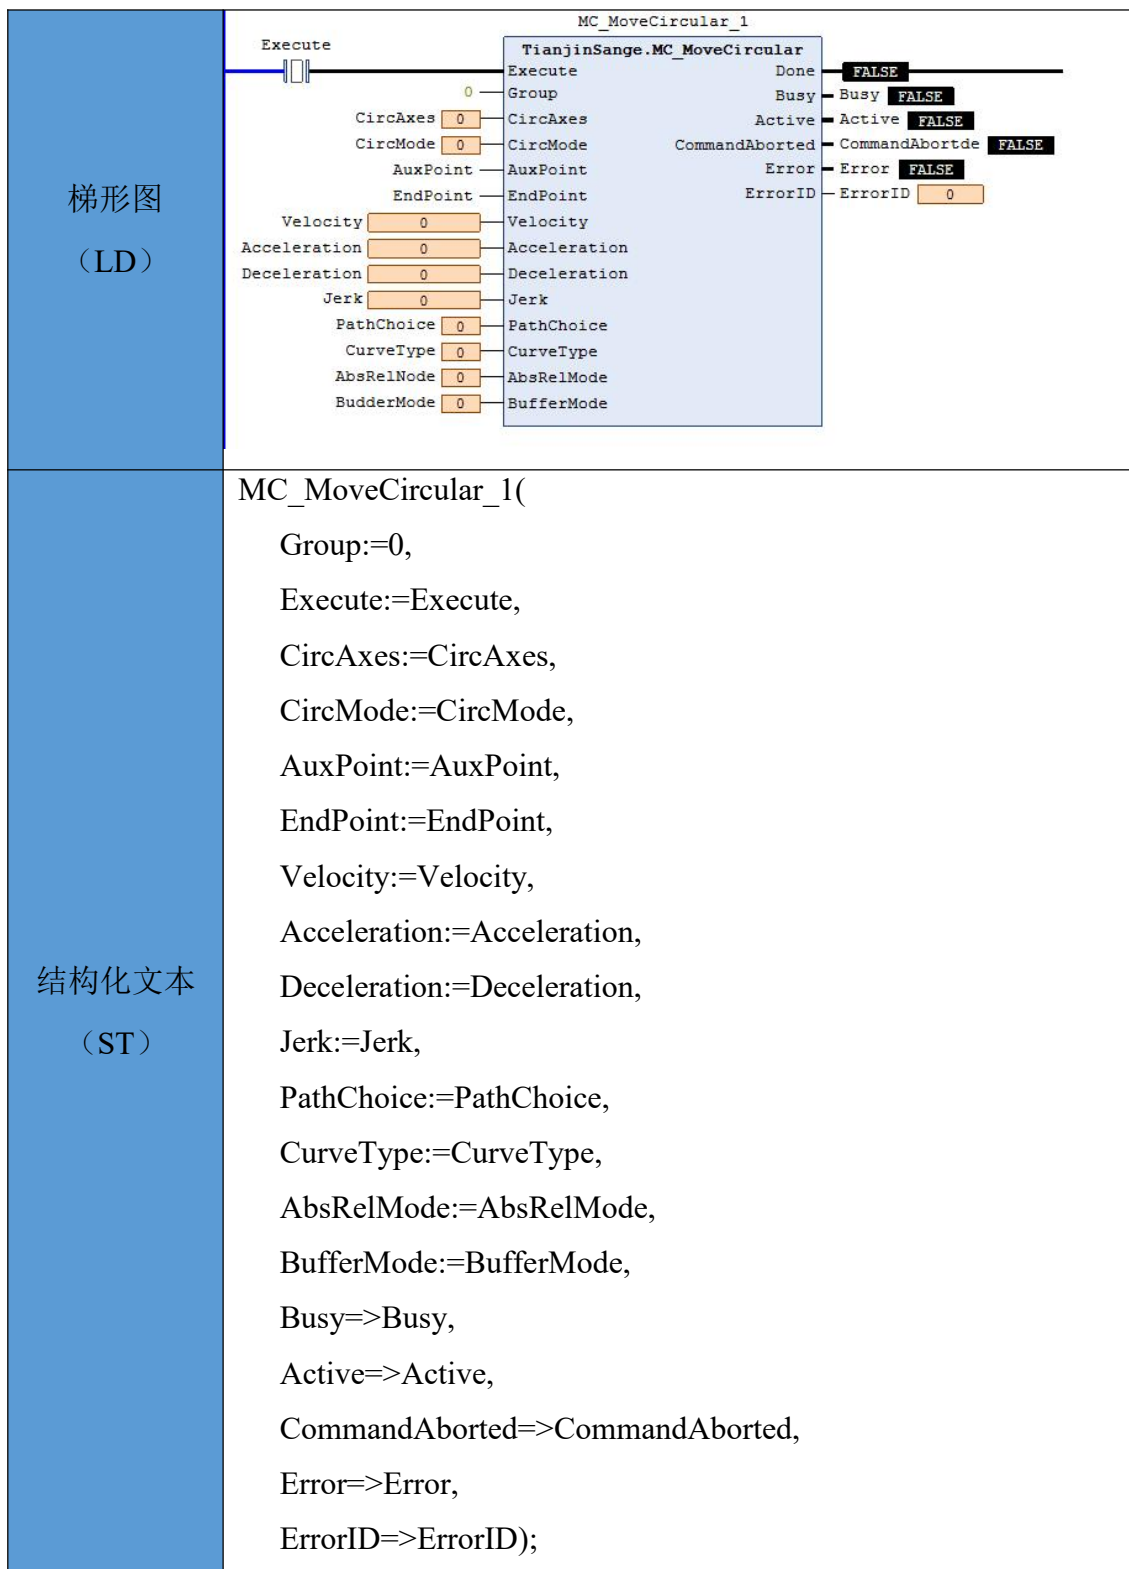 梯形图
（LD）
MC_MoveCircular_1
Execute
TianjinSange.MC_MoveCircular
Execute Done FALSE
0 Group Busy Busy FALSE
CircAxes 0 CircAxes Active Active FALSE
CircMode 0 CircMode CommandAborted CommandAbortde FALSE
AuxPoint AuxPoint Error Error FALSE
EndPoint EndPoint ErrorID ErrorID 0
Velocity 0 Velocity
Acceleration 0 Acceleration
Deceleration 0 Deceleration
Jerk 0 Jerk
PathChoice 0 PathChoice
CurveType 0 CurveType
AbsRelNode 0 AbsRelMode
BudderMode 0 BufferMode
结构化文本
（ST）
MC_MoveCircular_1(
Group:=0,
Execute:=Execute,
CircAxes:=CircAxes,
CircMode:=CircMode,
AuxPoint:=AuxPoint,
EndPoint:=EndPoint,
Velocity:=Velocity,
Acceleration:=Acceleration,
Deceleration:=Deceleration,
Jerk:=Jerk,
PathChoice:=PathChoice,
CurveType:=CurveType,
AbsRelMode:=AbsRelMode,
BufferMode:=BufferMode,
Busy=>Busy,
Active=>Active,
CommandAborted=>CommandAborted,
Error=>Error,
ErrorID=>ErrorID);